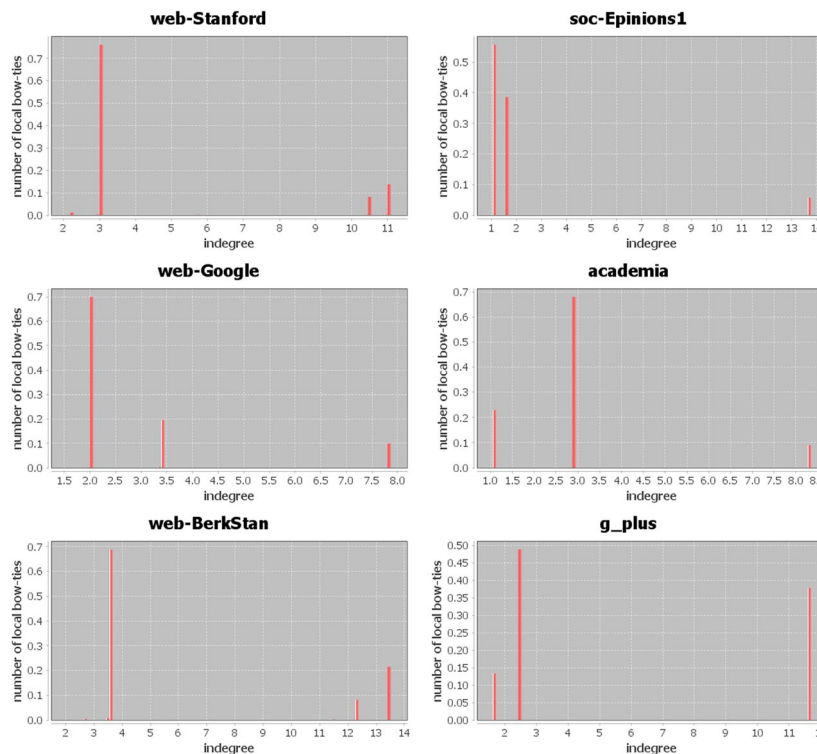 web-Stanford
number of local bow-ties
0.7
0.6
0.5
0.4
0.3
0.2
0.1
0.0
2 3 4 5 6 7 8 9 10 11
indegree
soc-Epinions1
number of local bow-ties
0.5
0.4
0.3
0.2
0.1
0.0
1 2 3 4 5 6 7 8 9 10 11 12 13
indegree
web-Google
number of local bow-ties
0.7
0.6
0.5
0.4
0.3
0.2
0.1
0.0
1.5 2.0 2.5 3.0 3.5 4.0 4.5 5.0 5.5 6.0 6.5 7.0 7.5 8.0
indegree
academia
number of local bow-ties
0.7
0.6
0.5
0.4
0.3
0.2
0.1
0.0
1.0 1.5 2.0 2.5 3.0 3.5 4.0 4.5 5.0 5.5 6.0 6.5 7.0 7.5 8.0
indegree
web-BerkStan
number of local bow-ties
0.7
0.6
0.5
0.4
0.3
0.2
0.1
0.0
2 3 4 5 6 7 8 9 10 11 12 13 14
indegree
g_plus
number of local bow-ties
0.50
0.45
0.40
0.35
0.30
0.25
0.20
0.15
0.10
0.05
0.00
2 3 4 5 6 7 8 9 10 11
indegree